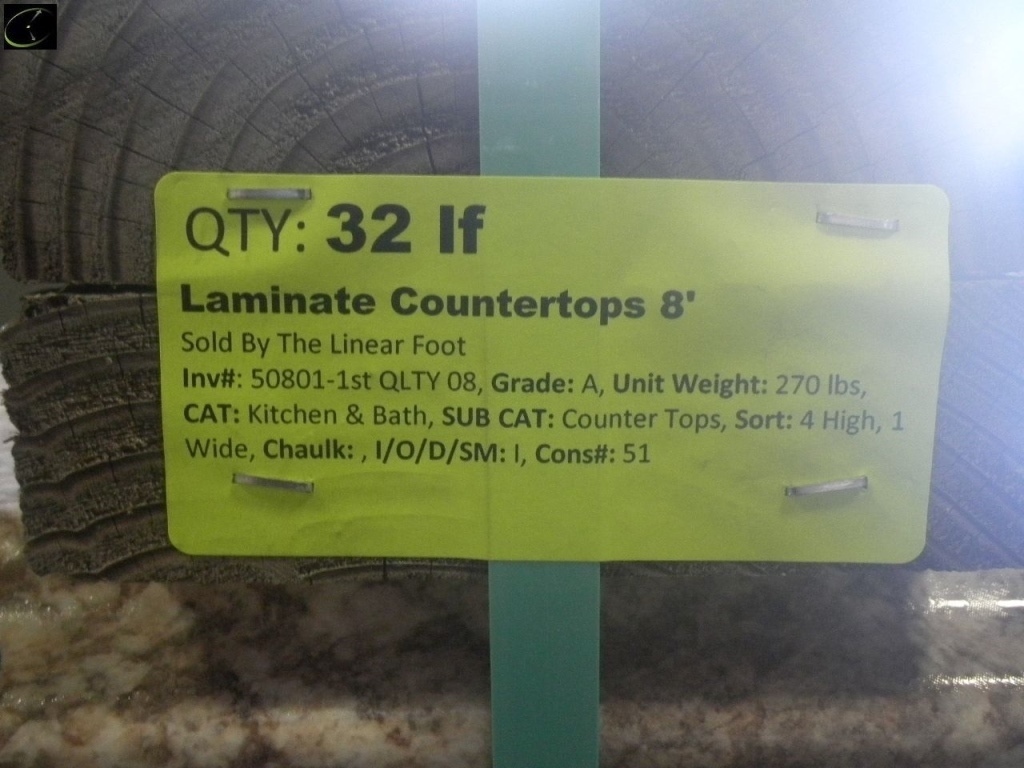 QTY: 32 lf
Laminate Countertops 8'
Sold By The Linear Foot
Inv#: 50801-1st QLTY 08, Grade: A, Unit Weight: 270 lbs,
CAT: Kitchen & Bath, SUB CAT: Counter Tops, Sort: 4 High, 1
Wide, Chaulk: , I/O/D/SM: I, Cons#: 51